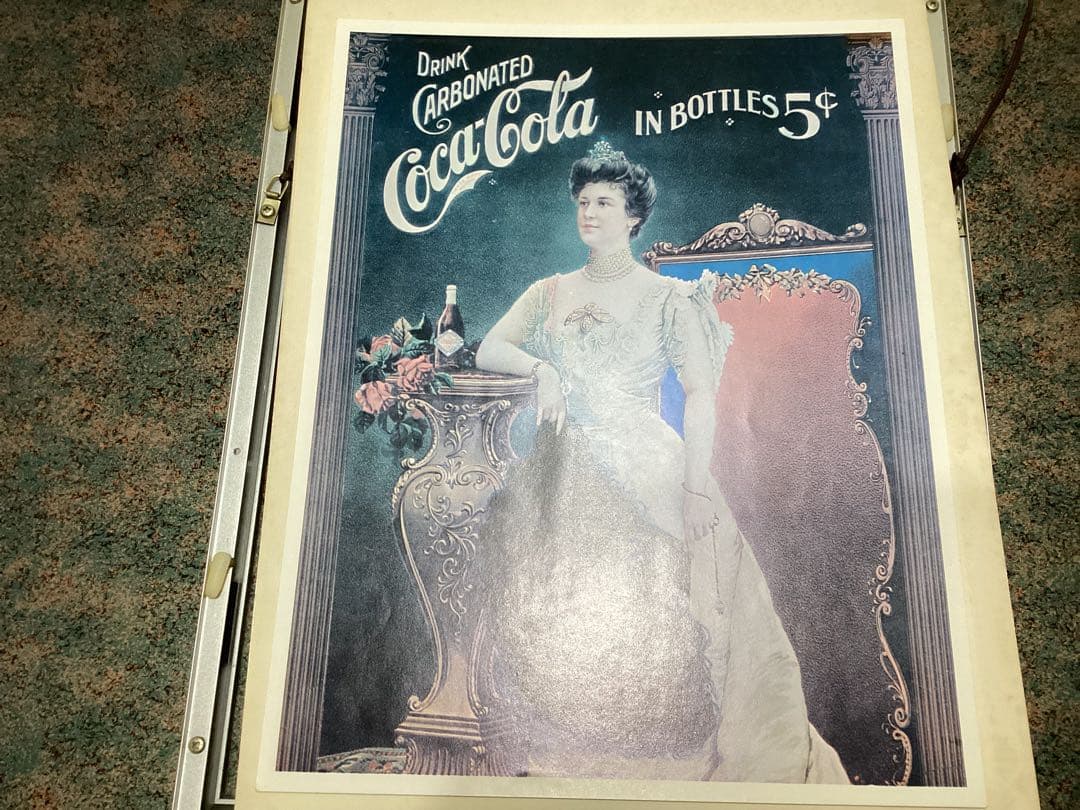 DRINK
CARBONATED
Coca-Cola
IN BOTTLES 5¢